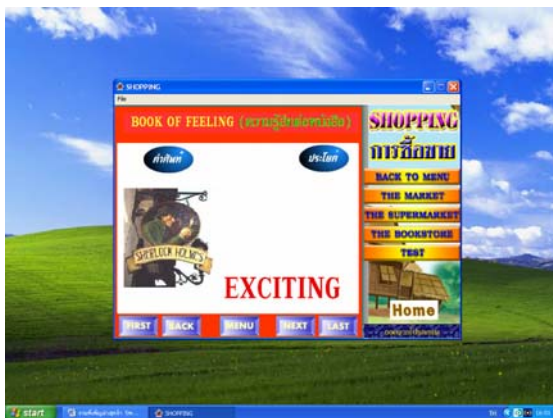 SHOPPING
File
BOOK OF FEELING (ความรู้สึกต่อหนังสือ)
คำศัพท์
ประโยค
SHERLOCK HOLMES
EXCITING
FIRST
BACK
MENU
NEXT
LAST
SHOPPING
การซื้อขาย
BACK TO MENU
THE MARKET
THE SUPERMARKET
THE BOOKSTORE
TEST
Home
start
SHOPPING
TH